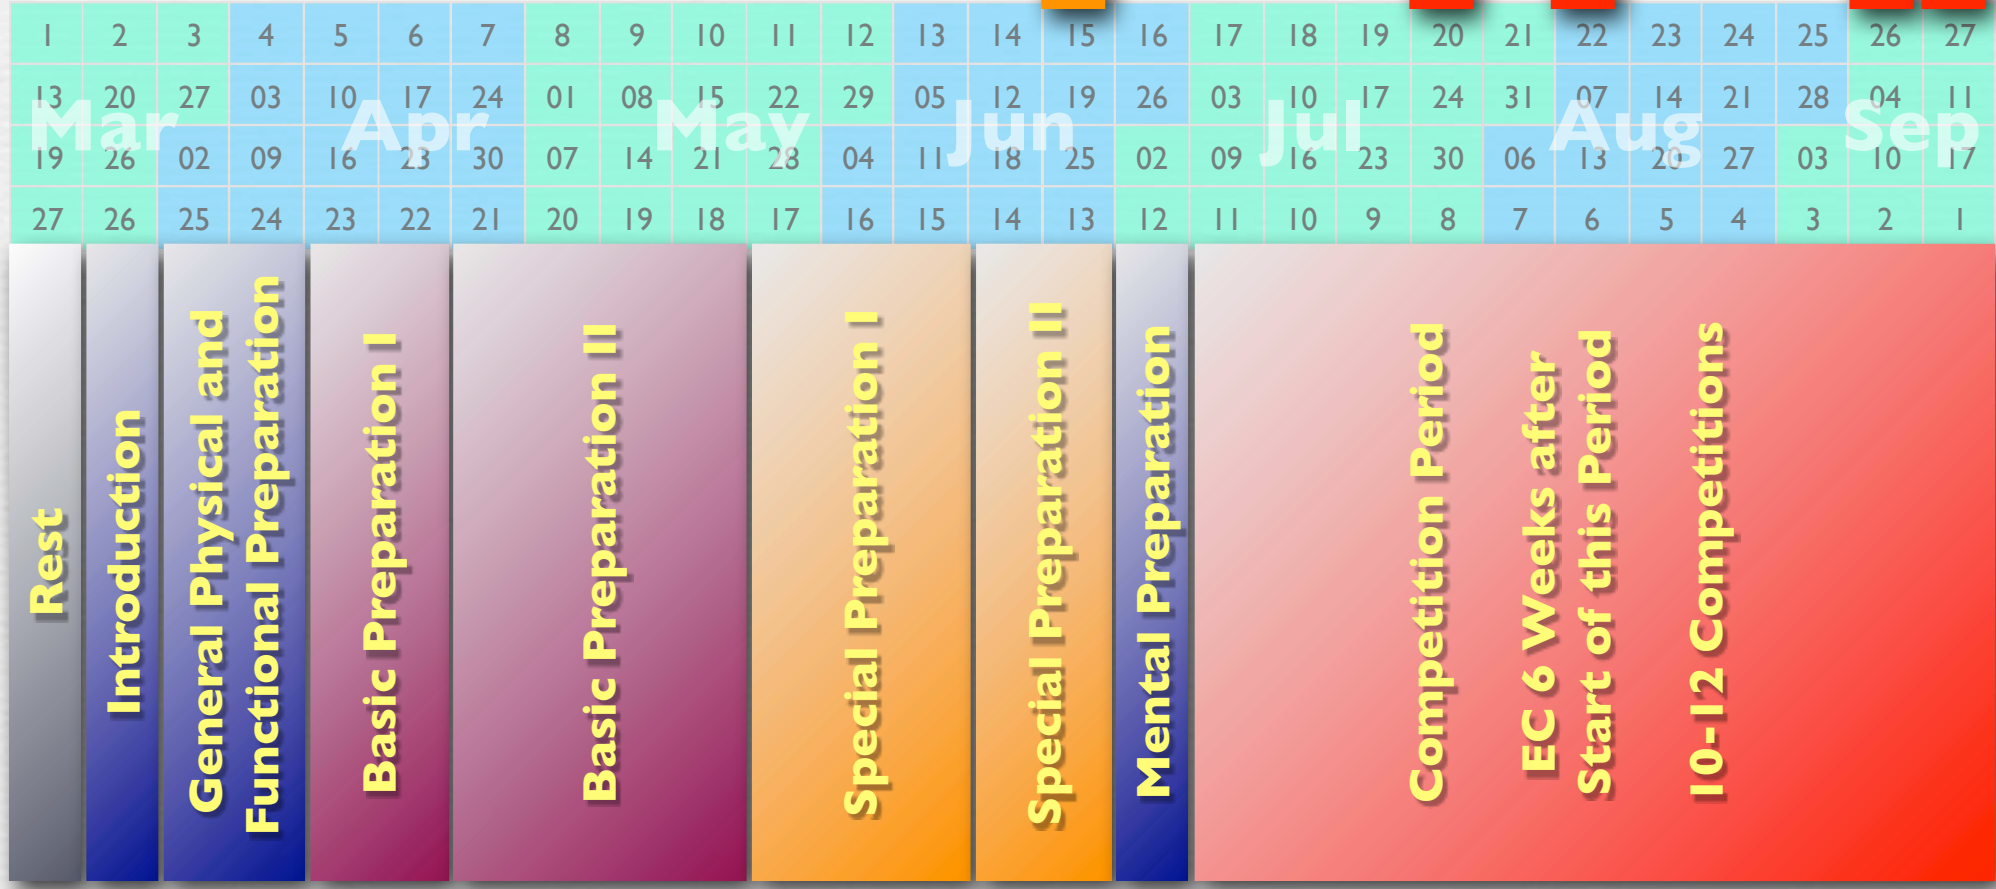 1 2 3 4 5 6 7 8 9 10 11 12 13 14 15 16 17 18 19 20 21 22 23 24 25 26 27
13 20 27 03 10 17 24 01 08 15 22 29 05 12 19 26 03 10 17 24 31 07 14 21 28 04 11
Mar Apr May Jun Jul Aug Sep
19 26 02 09 16 23 30 07 14 21 28 04 11 18 25 02 09 16 23 30 06 13 20 27 03 10 17
27 26 25 24 23 22 21 20 19 18 17 16 15 14 13 12 11 10 9 8 7 6 5 4 3 2 1
Rest
Introduction
General Physical and
Functional Preparation
Basic Preparation I
Basic Preparation II
Special Preparation I
Special Preparation II
Mental Preparation
Competition Period
EC 6 Weeks after
Start of this Period
10-12 Competitions